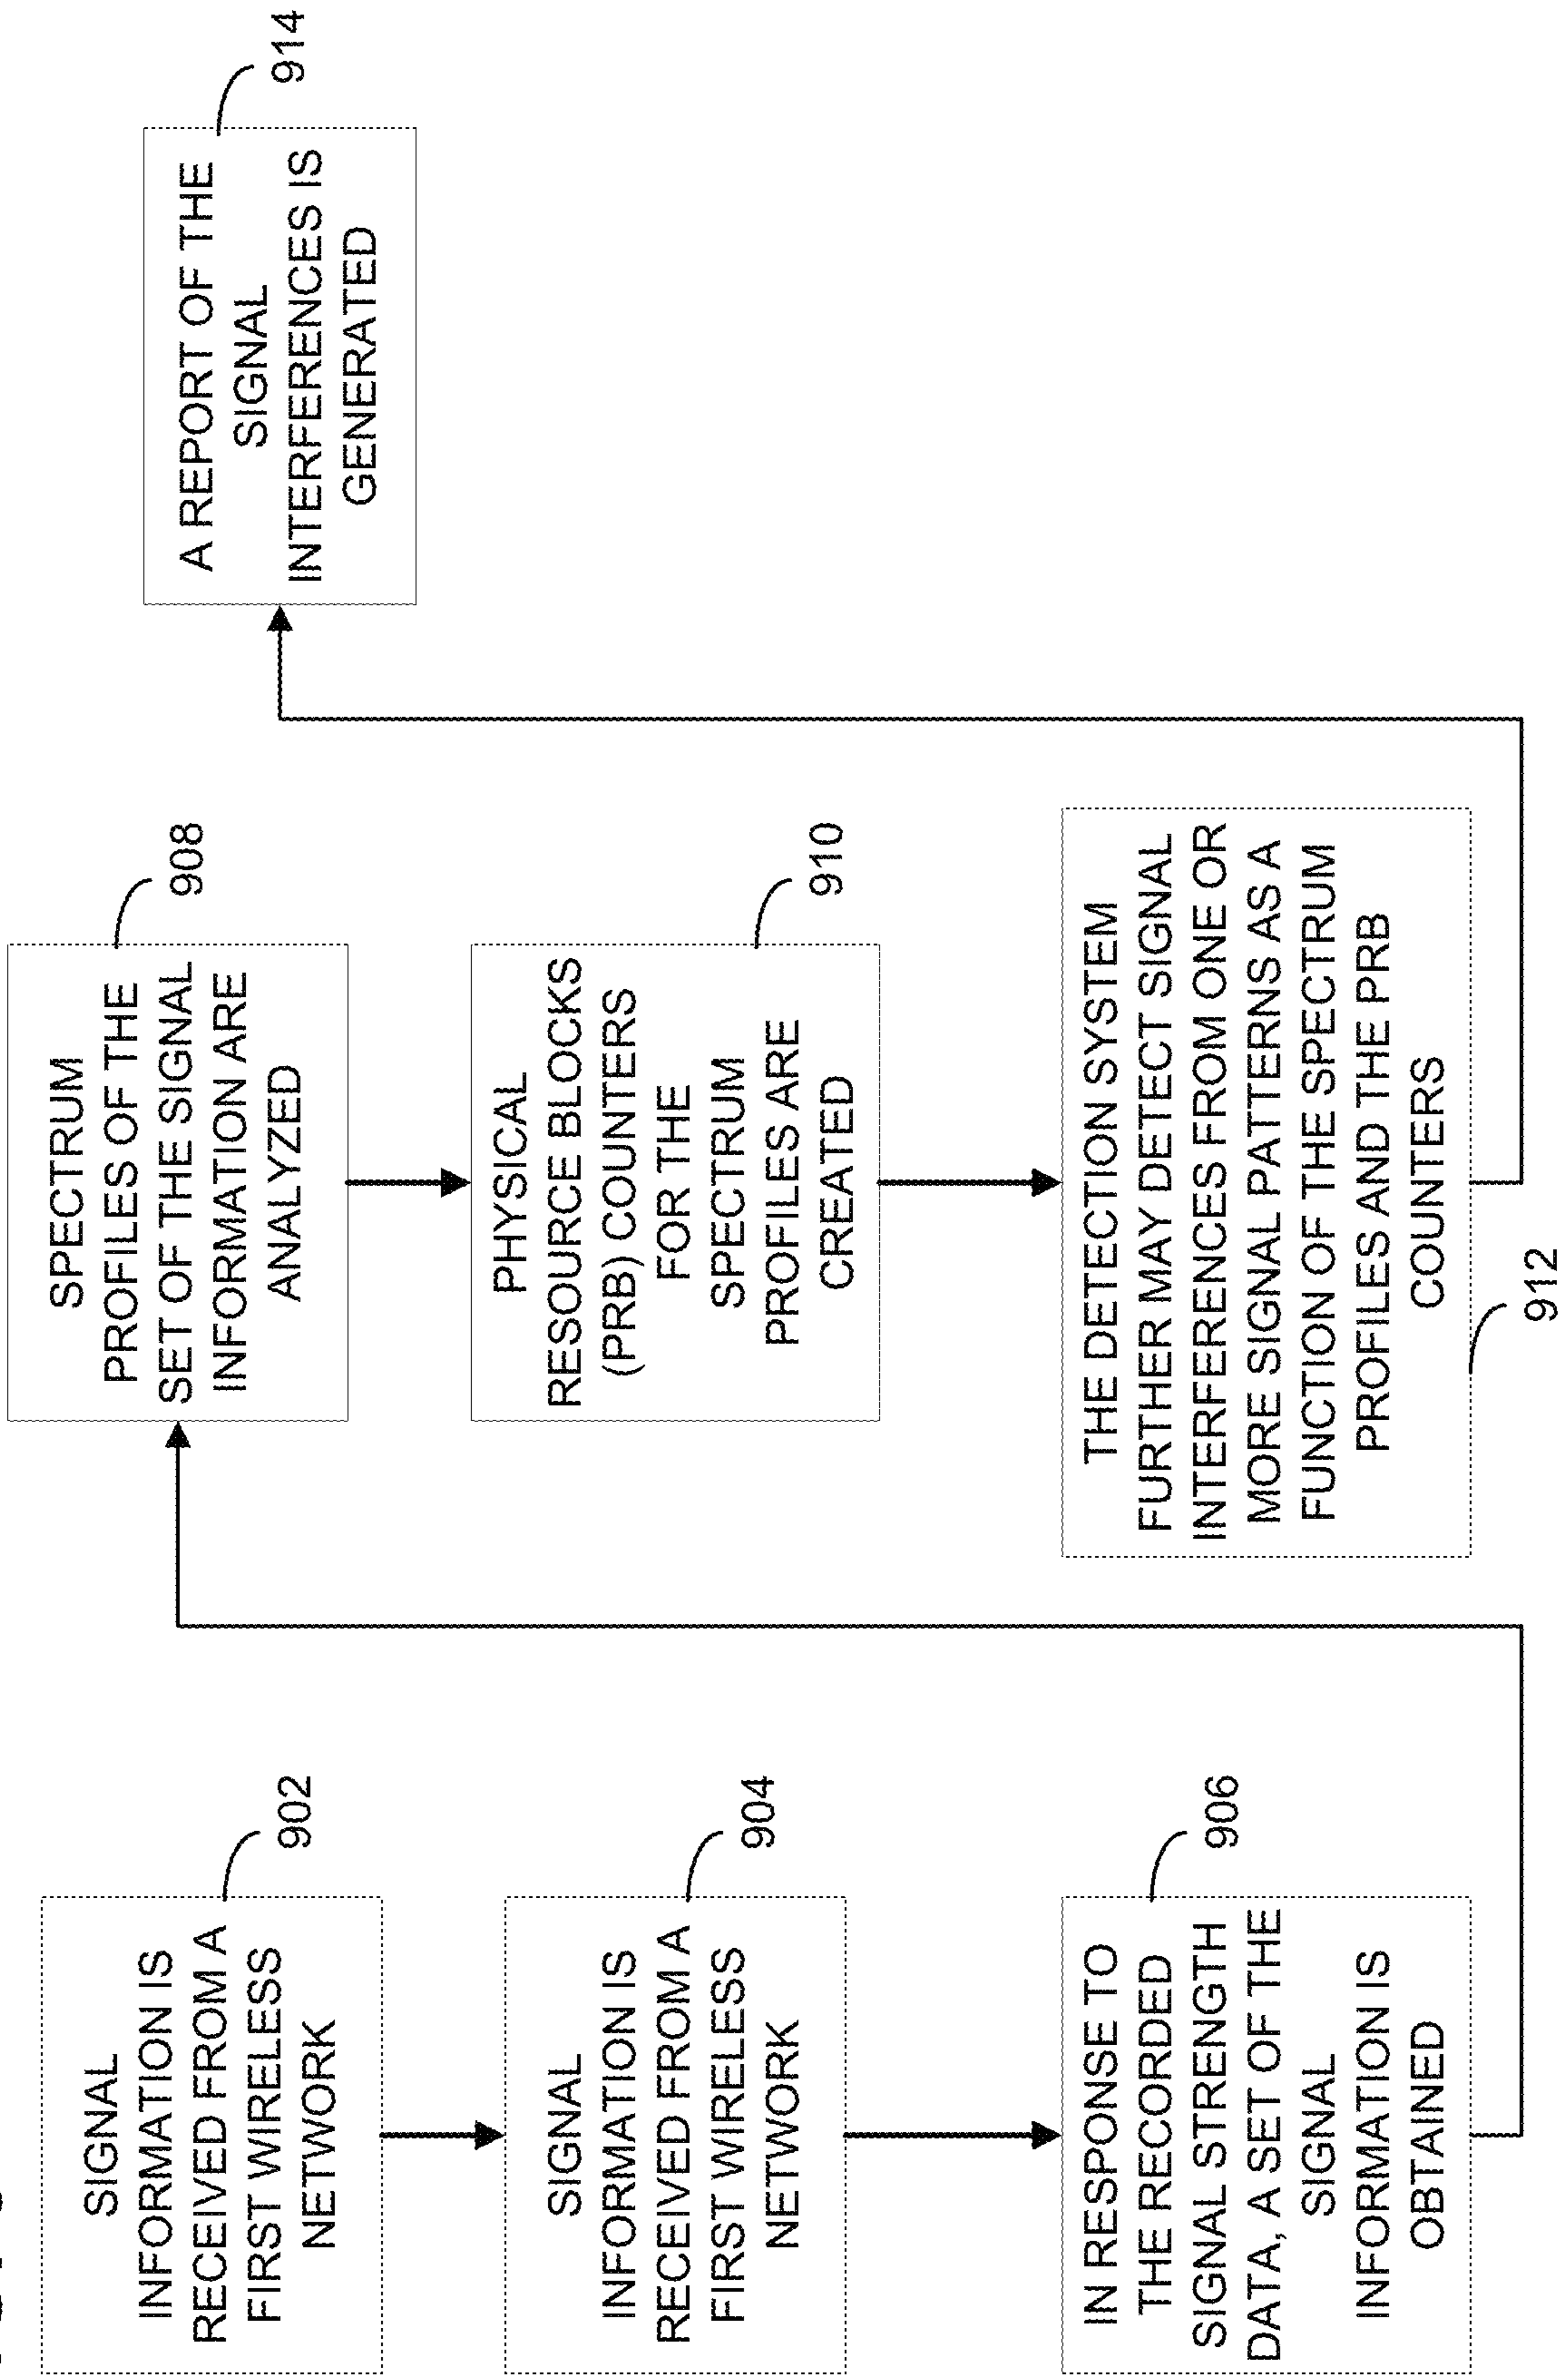 SIGNAL
INFORMATION IS
RECEIVED FROM A
FIRST WIRELESS
NETWORK
902
SIGNAL
INFORMATION IS
RECEIVED FROM A
FIRST WIRELESS
NETWORK
904
IN RESPONSE TO
THE RECORDED
SIGNAL STRENGTH
DATA, A SET OF THE
SIGNAL
INFORMATION IS
OBTAINED
906
SPECTRUM
PROFILES OF THE
SET OF THE SIGNAL
INFORMATION ARE
ANALYZED
908
PHYSICAL
RESOURCE BLOCKS
(PRB) COUNTERS
FOR THE
SPECTRUM
PROFILES ARE
CREATED
910
THE DETECTION SYSTEM
FURTHER MAY DETECT SIGNAL
INTERFERENCES FROM ONE OR
MORE SIGNAL PATTERNS AS A
FUNCTION OF THE SPECTRUM
PROFILES AND THE PRB
COUNTERS
912
A REPORT OF THE
SIGNAL
INTERFERENCES IS
GENERATED
914